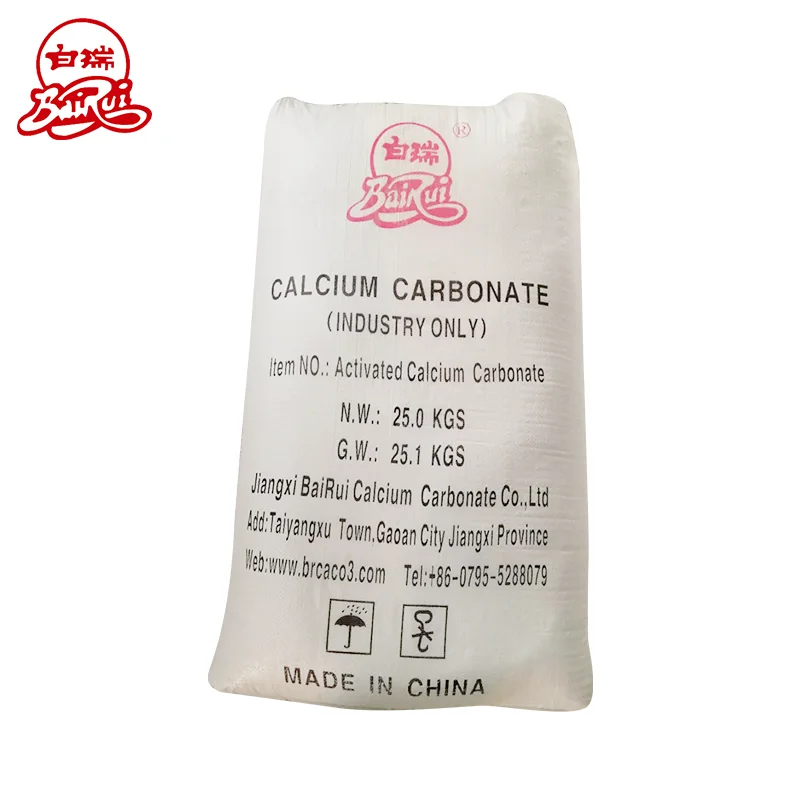 白瑞
BaiRui
白瑞 ®
BaiRui
CALCIUM CARBONATE
(INDUSTRY ONLY)
Item NO.: Activated Calcium Carbonate
N.W.: 25.0 KGS
G.W.: 25.1 KGS
Jiangxi BaiRui Calcium Carbonate Co.,Ltd
Add:Taiyangxu Town,Gaoan City Jiangxi Province
Web:www.brcaco3.com Tel:+86-0795-5288079
MADE IN CHINA